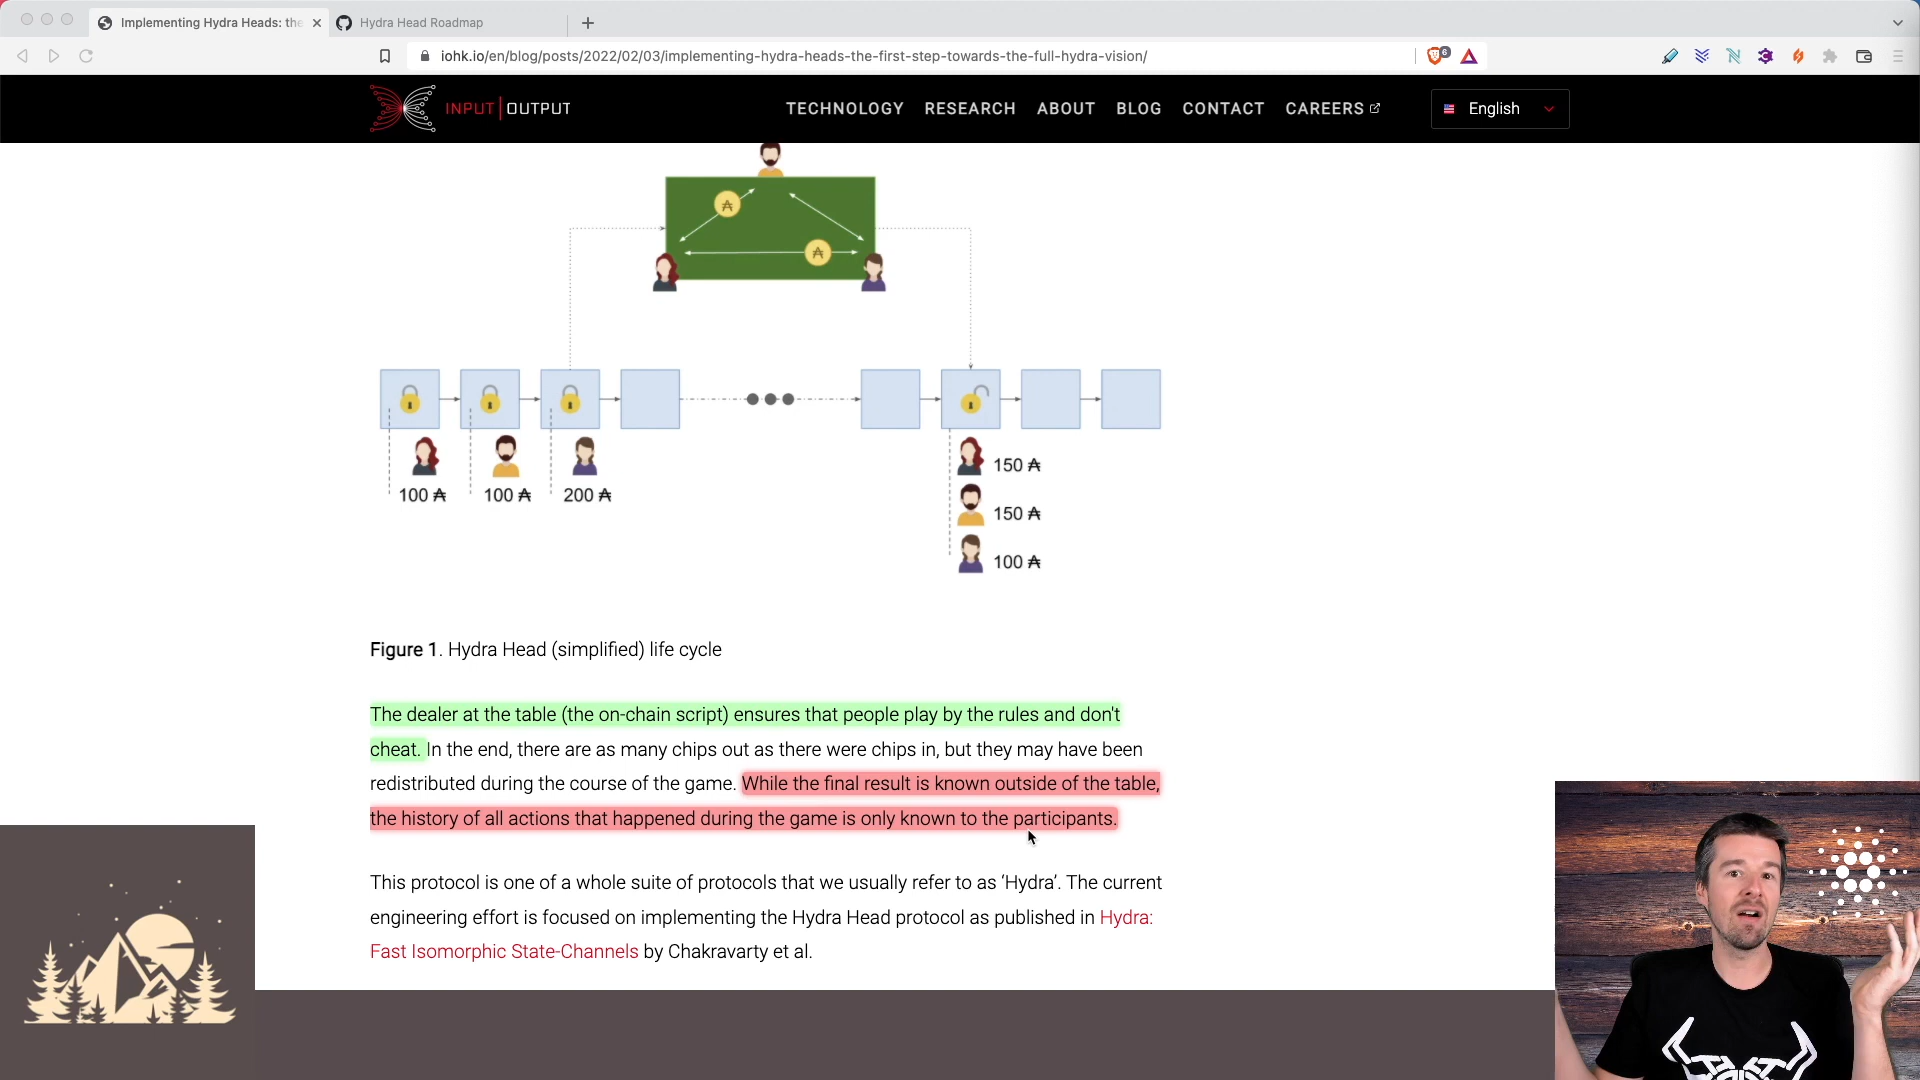 Implementing Hydra Heads: the
Hydra Head Roadmap
iohk.io/en/blog/posts/2022/02/03/implementing-hydra-heads-the-first-step-towards-the-full-hydra-vision/
6
INPUT | OUTPUT
TECHNOLOGY RESEARCH ABOUT BLOG CONTACT CAREERS
English
100 ₳ 100 ₳ 200 ₳
150 ₳
150 ₳
100 ₳
Figure 1. Hydra Head (simplified) life cycle
The dealer at the table (the on-chain script) ensures that people play by the rules and don't
cheat. In the end, there are as many chips out as there were chips in, but they may have been
redistributed during the course of the game. While the final result is known outside of the table,
the history of all actions that happened during the game is only known to the participants.
This protocol is one of a whole suite of protocols that we usually refer to as ‘Hydra’. The current
engineering effort is focused on implementing the Hydra Head protocol as published in Hydra:
Fast Isomorphic State-Channels by Chakravarty et al.